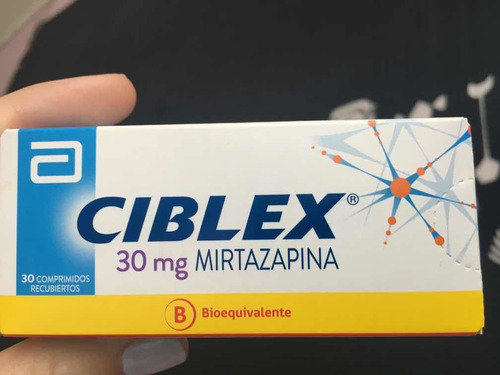 CIBLEX®
30 mg MIRTAZAPINA
30 COMPRIMIDOS
RECUBIERTOS
B Bioequivalente